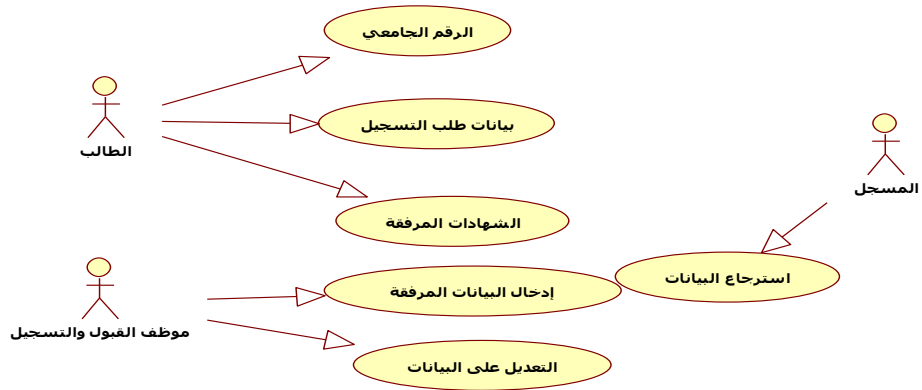 الرقم الجامعي
بيانات طلب التسجيل
الطالب
المسجل
الشهادات المرفقة
استرجاع البيانات
إدخال البيانات المرفقة
موظف القبول والتسجيل
التعديل على البيانات